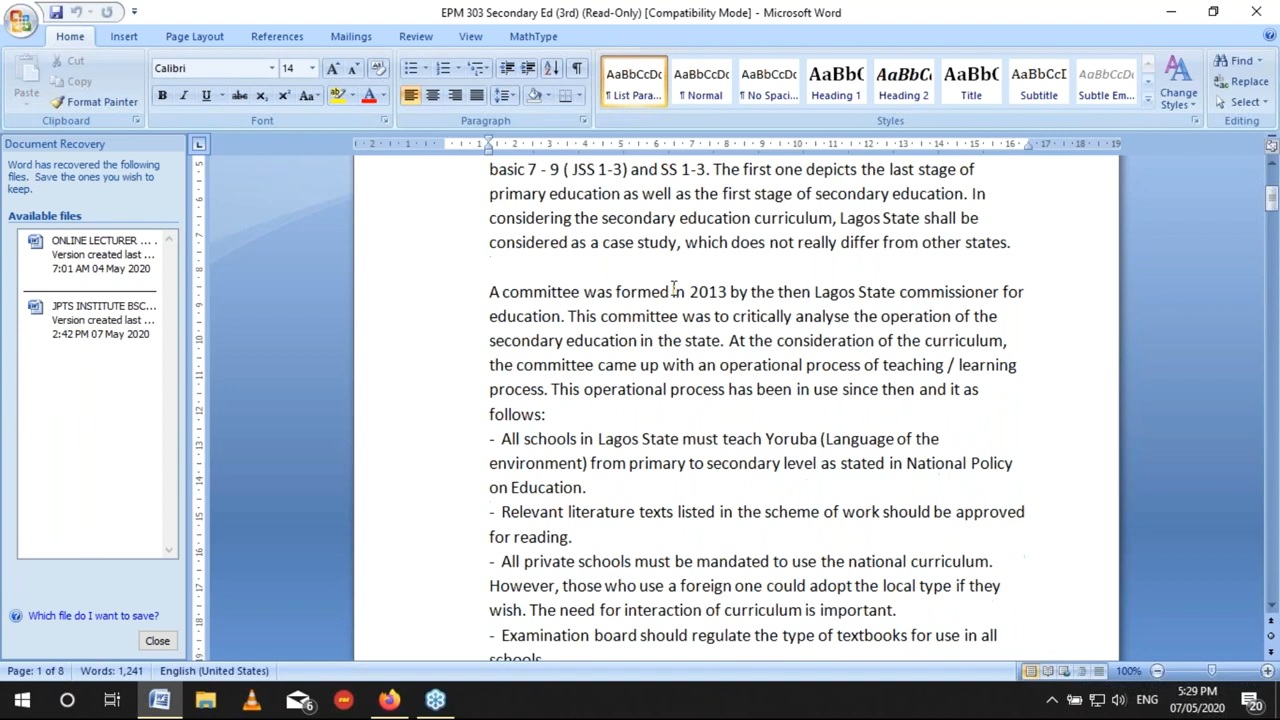 EPM 303 Secondary Ed (3rd) (Read-Only) [Compatibility Mode] - Microsoft Word
Home Insert Page Layout References Mailings Review View MathType
Paste
Cut
Copy
Format Painter
Clipboard
Calibri 14
Font
Paragraph
AaBbCcDc AaBbCcDc AaBbCcDc AaBbC AaBbCc AaBbC AaBbCcI AaBbCcDc
¶ List Para... ¶ Normal ¶ No Spaci... Heading 1 Heading 2 Title Subtitle Subtle Em...
Styles
Change
Styles
Find
Replace
Select
Editing
Document Recovery
Word has recovered the following
files. Save the ones you wish to
keep.
Available files
ONLINE LECTURER ...
Version created last ...
7:01 AM 04 May 2020
JPTS INSTITUTE BSC...
Version created last ...
2:42 PM 07 May 2020
Which file do I want to save?
Close
basic 7 - 9 ( JSS 1-3) and SS 1-3. The first one depicts the last stage of
primary education as well as the first stage of secondary education. In
considering the secondary education curriculum, Lagos State shall be
considered as a case study, which does not really differ from other states.
A committee was formed in 2013 by the then Lagos State commissioner for
education. This committee was to critically analyse the operation of the
secondary education in the state. At the consideration of the curriculum,
the committee came up with an operational process of teaching / learning
process. This operational process has been in use since then and it as
follows:
- All schools in Lagos State must teach Yoruba (Language of the
environment) from primary to secondary level as stated in National Policy
on Education.
- Relevant literature texts listed in the scheme of work should be approved
for reading.
- All private schools must be mandated to use the national curriculum.
However, those who use a foreign one could adopt the local type if they
wish. The need for interaction of curriculum is important.
- Examination board should regulate the type of textbooks for use in all
schools
Page: 1 of 8 Words: 1,241 English (United States) 100%
ENG
5:29 PM
07/05/2020
6
20